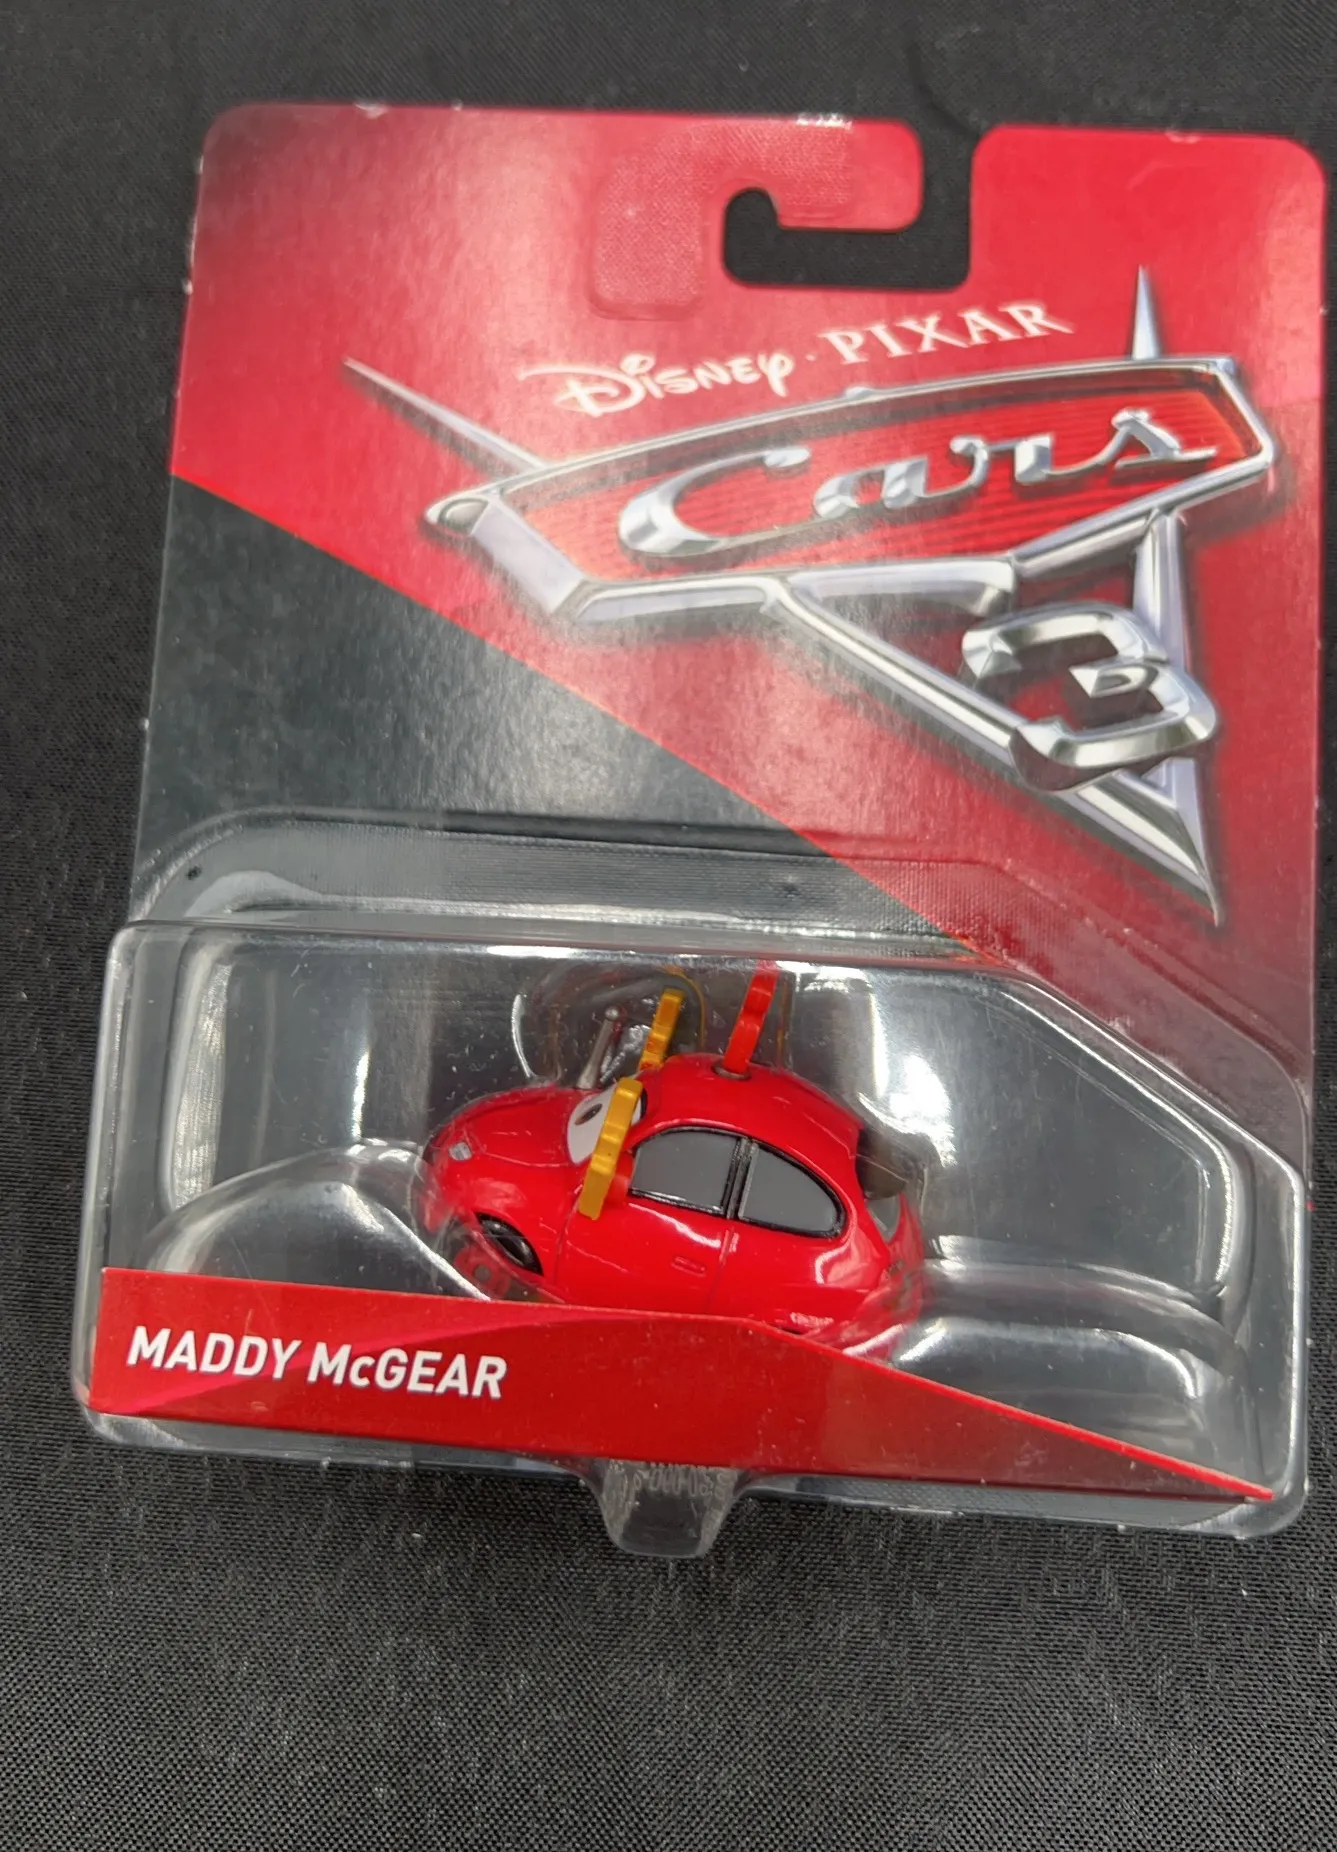 Disney · PIXAR
Cars
3
MADDY McGEAR